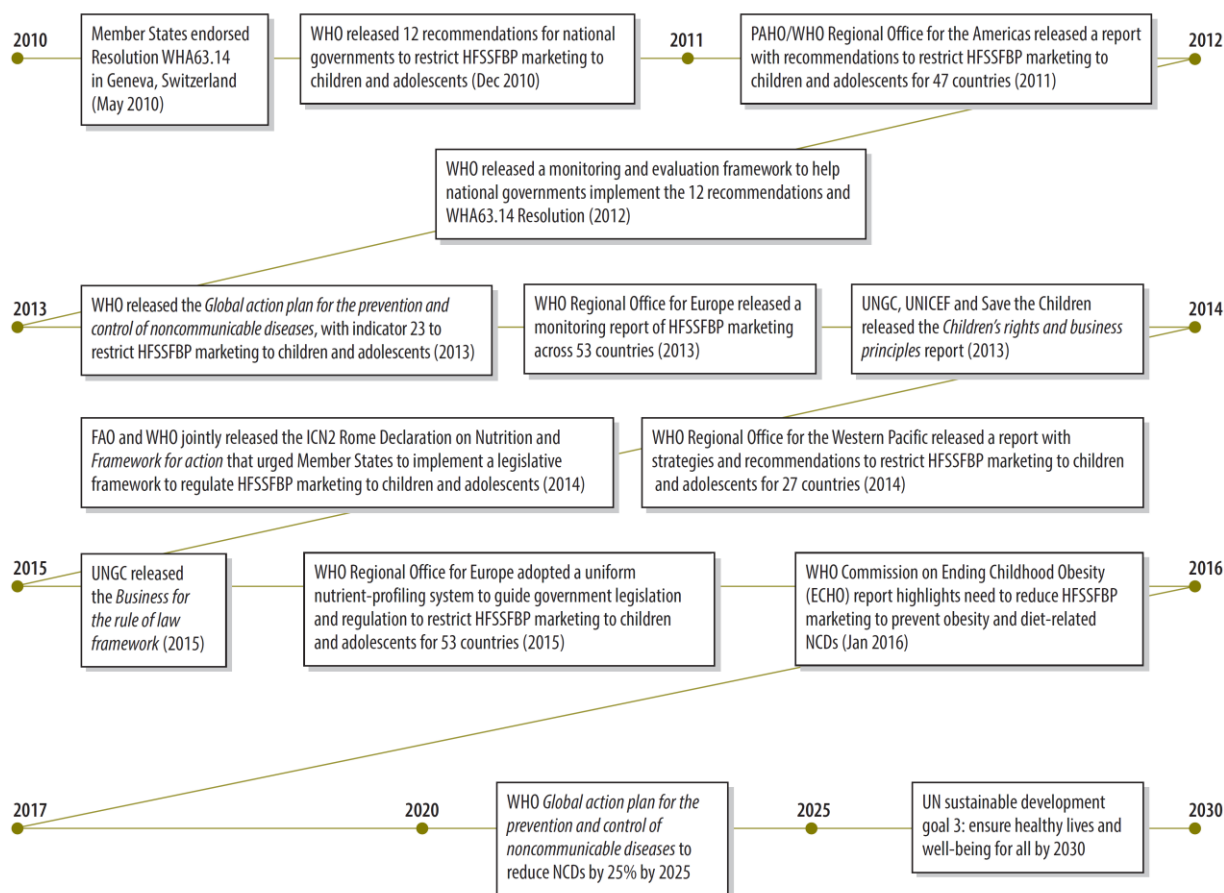 2010
Member States endorsed
Resolution WHA63.14
in Geneva, Switzerland
(May 2010)
WHO released 12 recommendations for national
governments to restrict HFSSFBP marketing to
children and adolescents (Dec 2010)
2011
PAHO/WHO Regional Office for the Americas released a report
with recommendations to restrict HFSSFBP marketing to
children and adolescents for 47 countries (2011)
2012
WHO released a monitoring and evaluation framework to help
national governments implement the 12 recommendations and
WHA63.14 Resolution (2012)
2013
WHO released the Global action plan for the prevention and
control of noncommunicable diseases, with indicator 23 to
restrict HFSSFBP marketing to children and adolescents (2013)
WHO Regional Office for Europe released a
monitoring report of HFSSFBP marketing
across 53 countries (2013)
UNGC, UNICEF and Save the Children
released the Children's rights and business
principles report (2013)
2014
FAO and WHO jointly released the ICN2 Rome Declaration on Nutrition and
Framework for action that urged Member States to implement a legislative
framework to regulate HFSSFBP marketing to children and adolescents (2014)
WHO Regional Office for the Western Pacific released a report with
strategies and recommendations to restrict HFSSFBP marketing to children
and adolescents for 27 countries (2014)
2015
UNGC released
the Business for
the rule of law
framework (2015)
WHO Regional Office for Europe adopted a uniform
nutrient-profiling system to guide government legislation
and regulation to restrict HFSSFBP marketing to children
and adolescents for 53 countries (2015)
WHO Commission on Ending Childhood Obesity
(ECHO) report highlights need to reduce HFSSFBP
marketing to prevent obesity and diet-related
NCDs (Jan 2016)
2016
2017
2020
WHO Global action plan for the
prevention and control of
noncommunicable diseases to
reduce NCDs by 25% by 2025
2025
UN sustainable development
goal 3: ensure healthy lives and
well-being for all by 2030
2030